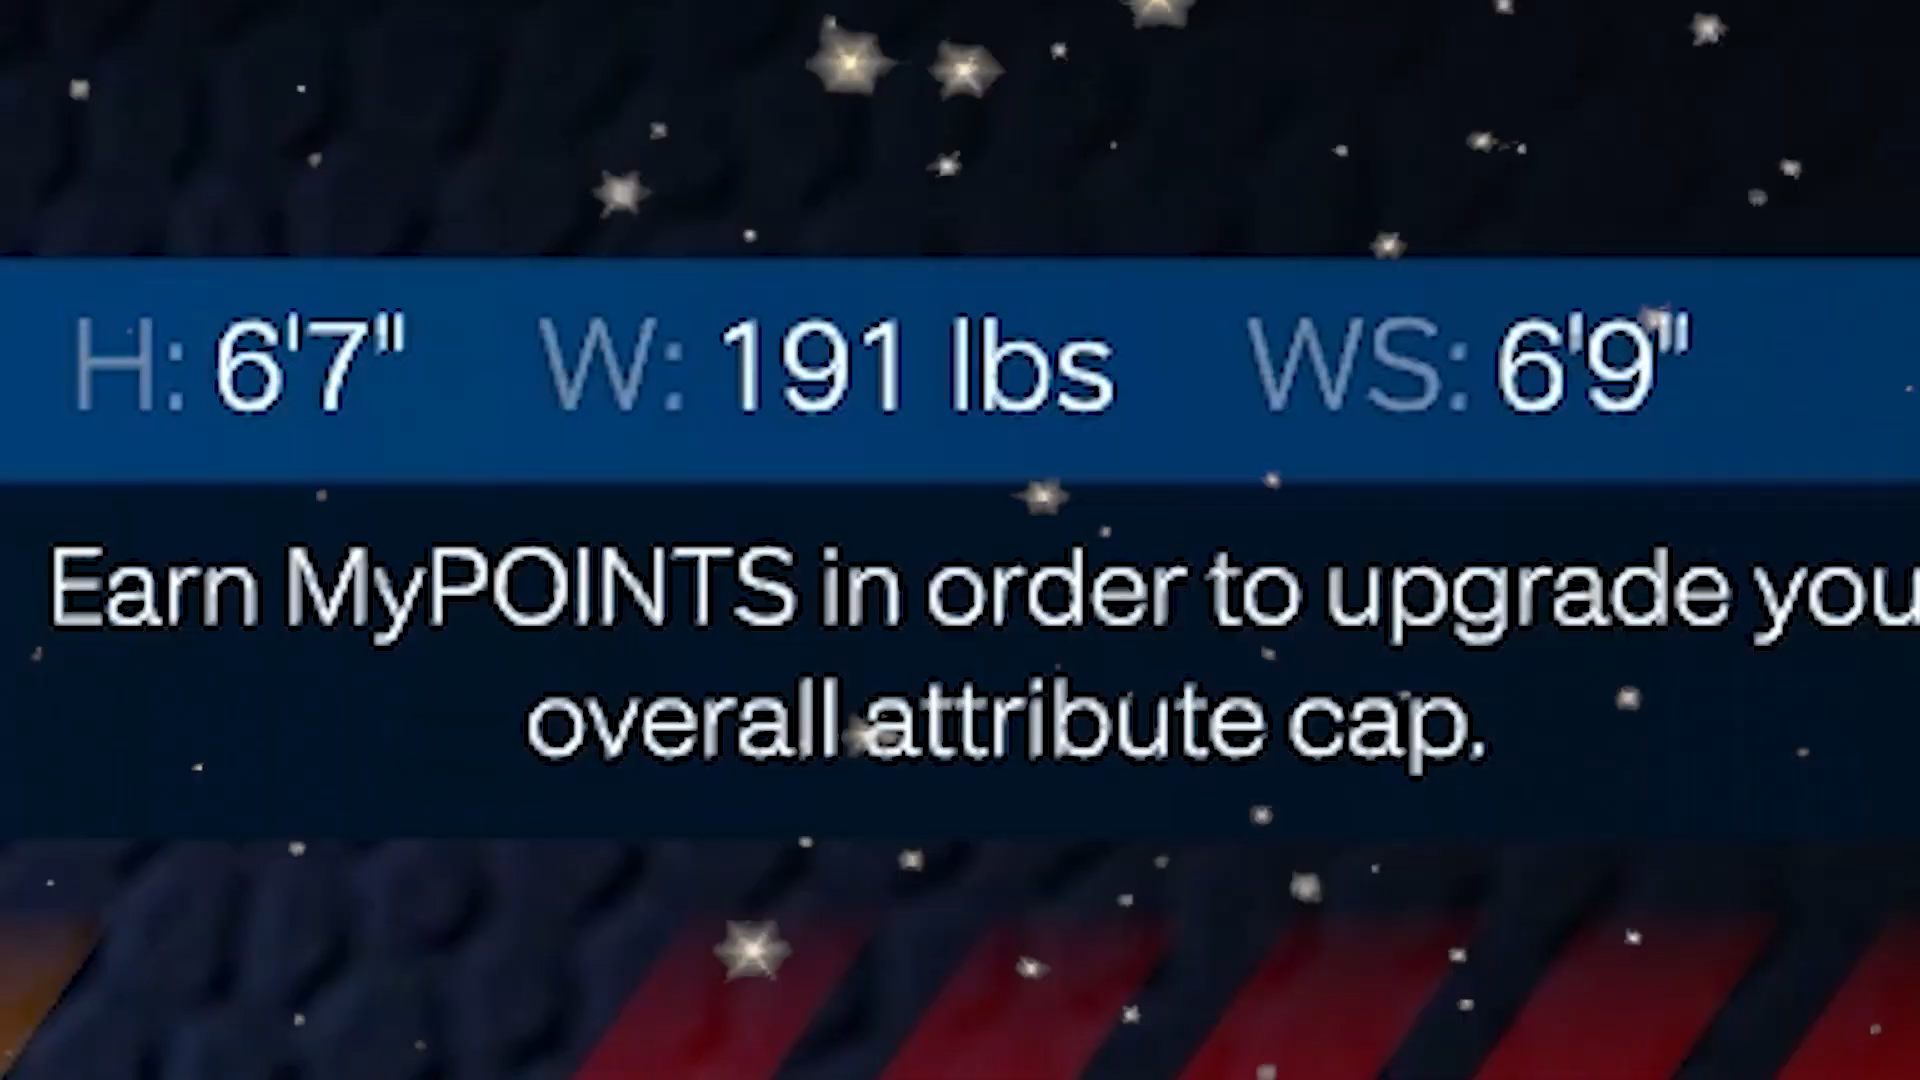 H: 6'7" W: 191 lbs WS: 6'9"
Earn MyPOINTS in order to upgrade you
overall attribute cap.